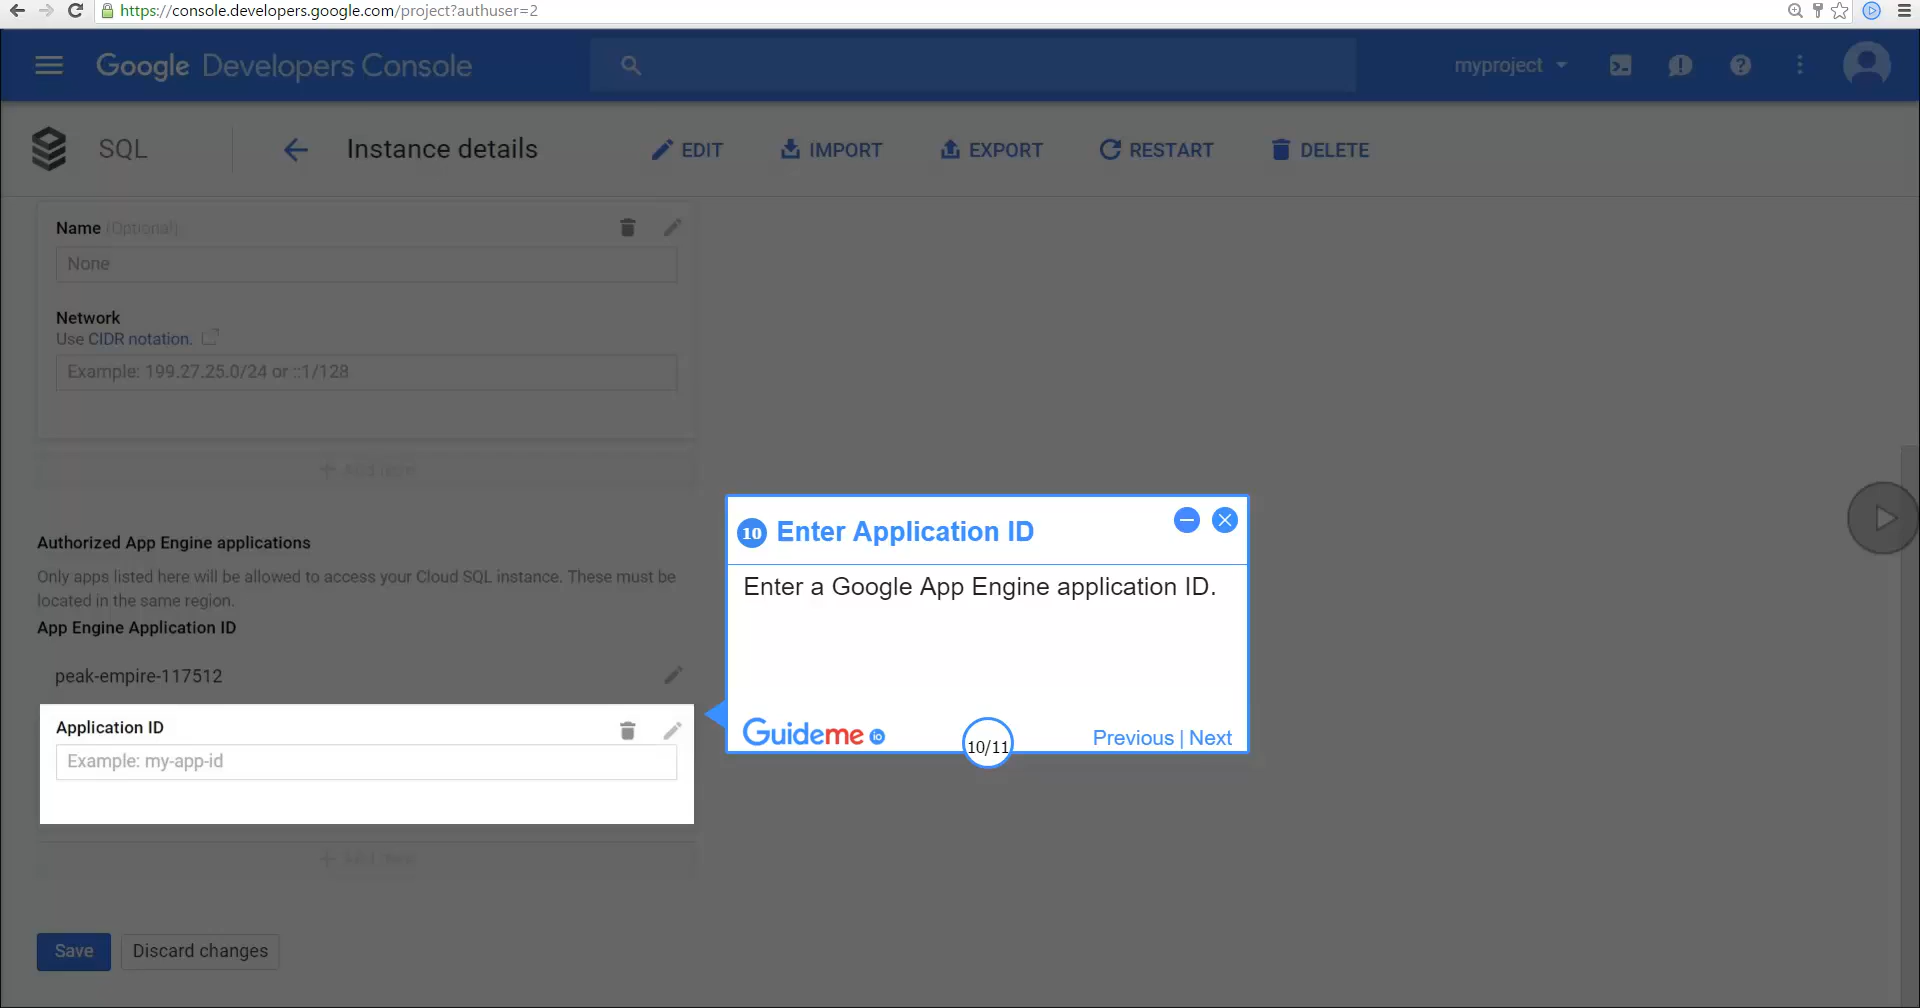 https://console.developers.google.com/project?authuser=2
Google Developers Console
myproject
SQL
Instance details
EDIT
IMPORT
EXPORT
RESTART
DELETE
Name (Optional)
None
Network
Use CIDR notation.
Example: 199.27.25.0/24 or ::1/128
+ Add item
Authorized App Engine applications
Only apps listed here will be allowed to access your Cloud SQL instance. These must be
located in the same region.
App Engine Application ID
peak-empire-117512
Application ID
Example: my-app-id
Save
Discard changes
10 Enter Application ID
Enter a Google App Engine application ID.
Guideme io
10/11
Previous | Next